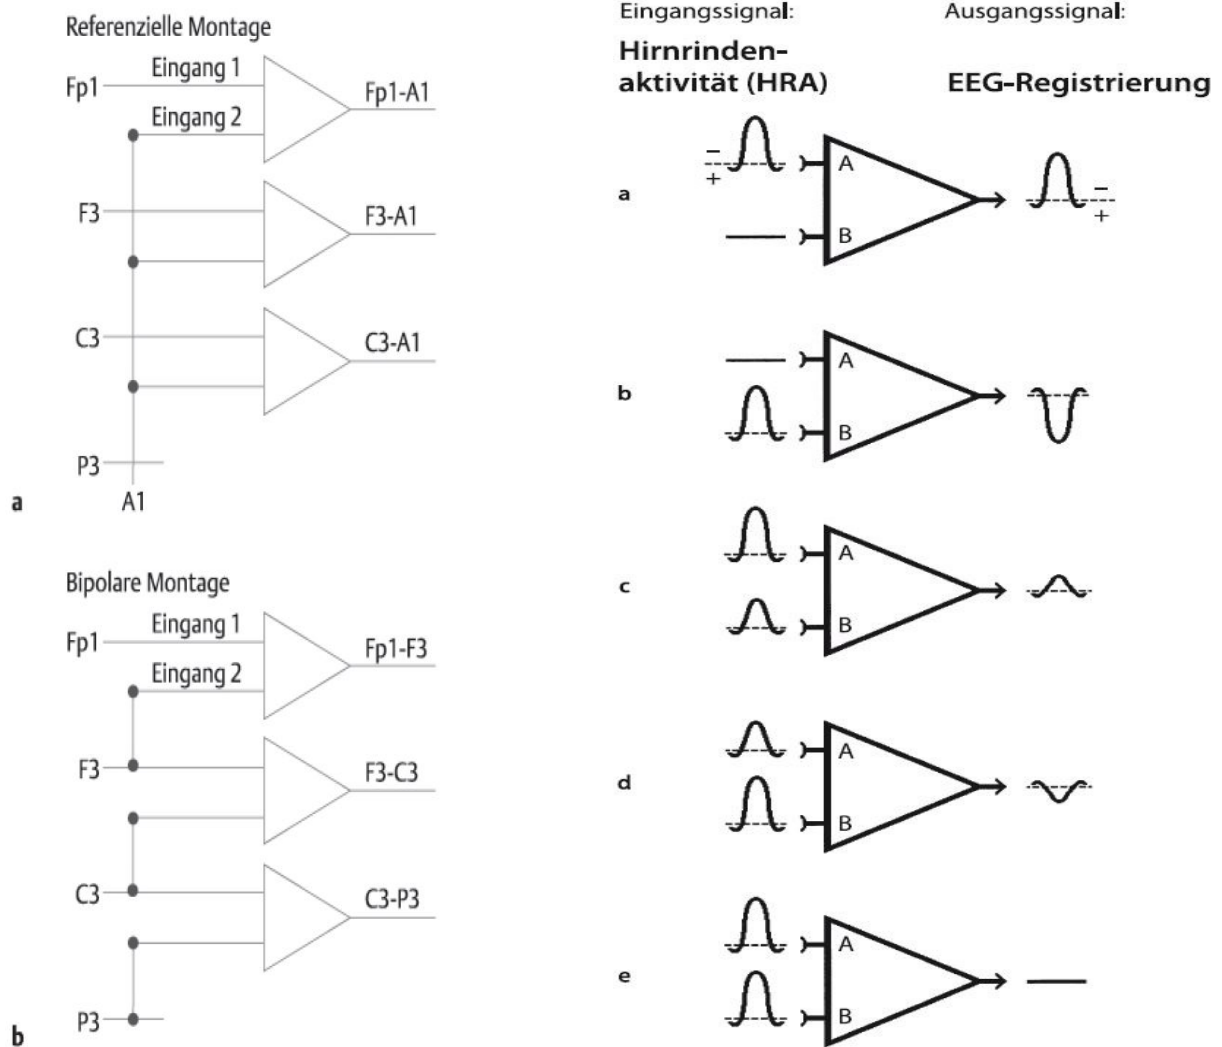 Referenzielle Montage
Fp1
Eingang 1
Eingang 2
Fp1-A1
F3
F3-A1
C3
C3-A1
P3
A1
a
Bipolare Montage
Fp1
Eingang 1
Eingang 2
Fp1-F3
F3
F3-C3
C3
C3-P3
P3
b
Eingangssignal:
Ausgangssignal:
Hirnrinden-
aktivität (HRA)
EEG-Registrierung
a
−
+
A
B
−
+
b
A
B
c
A
B
d
A
B
e
A
B